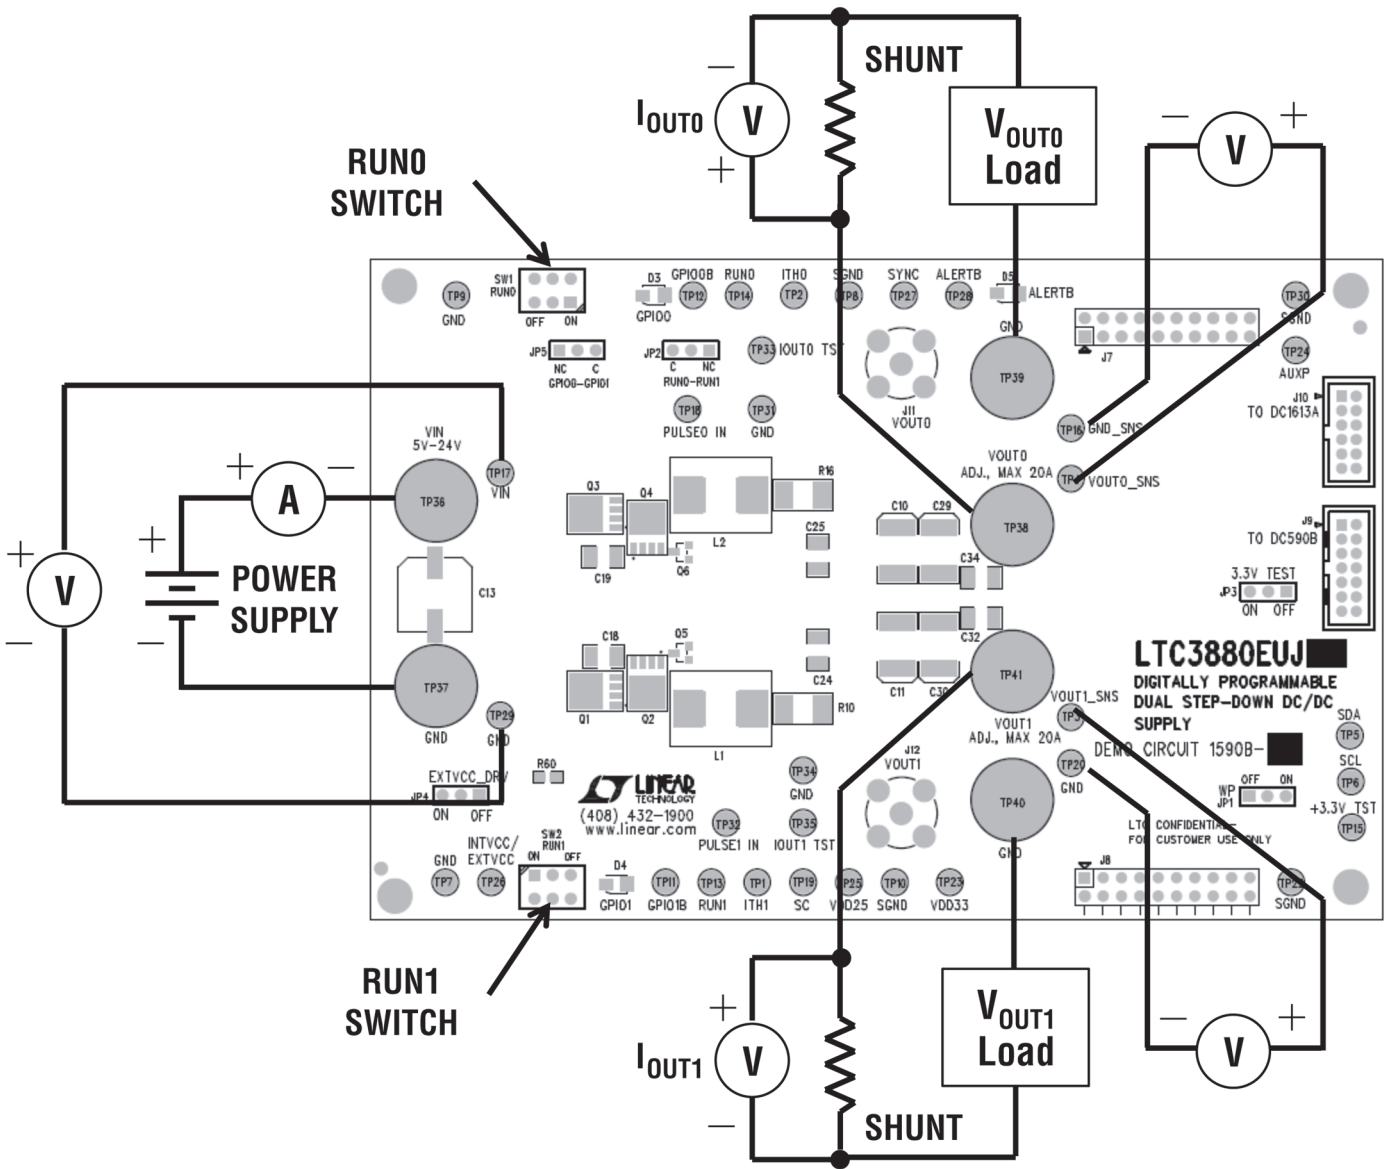 SHUNT
IOUT0
V
VOUT0
Load
V
RUN0
SWITCH
SW1
RUN0
OFF ON
TP9
GND
D3
GPIO0
GPIO0B
TP12
RUN0
TP14
ITH0
TP2
SGND
TP8
SYNC
TP27
ALERTB
TP28
D5
ALERTB
GND
TP30
SGND
JP5
NC C
GPIO0-GPIO1
JP2
C NC
RUN0-RUN1
TP33
IOUT0 TST
J11
VOUT0
TP39
J7
TP24
AUXP
TP18
PULSE0 IN
TP31
GND
TP16
GND_SNS
J10
TO DC1613A
VIN
5V-24V
TP17
VIN
TP36
VOUT0
ADJ., MAX 20A
VOUT0_SNS
TP38
A
Q3
Q4
L2
R16
C10
C29
C25
C34
C19
Q6
J9
TO DC590B
3.3V TEST
JP3
ON OFF
V
POWER
SUPPLY
C13
C18
Q5
C32
C24
C11
C30
TP41
LTC3880EUJ
DIGITALLY PROGRAMMABLE
DUAL STEP-DOWN DC/DC
SUPPLY
DEMO CIRCUIT 1590B-
TP37
GND
TP29
GND
Q1
Q2
R10
L1
VOUT1
ADJ., MAX 20A
VOUT1_SNS
TP3
TP20
GND
SDA
TP5
SCL
TP6
+3.3V_TST
TP15
WP
JP1
OFF ON
EXTVCC_DRV
JP4
ON OFF
R60
LINEAR
TECHNOLOGY
(408) 432-1900
www.linear.com
TP34
GND
J12
VOUT1
TP40
GND
TP32
PULSE1 IN
TP35
IOUT1 TST
LTC CONFIDENTIAL-
FOR CUSTOMER USE ONLY
GND
TP7
INTVCC/
EXTVCC
TP26
SW2
RUN1
ON OFF
D4
GPIO1
TP11
GPIO1B
TP13
RUN1
TP1
ITH1
TP19
SC
TP25
VDD25
TP10
SGND
TP23
VDD33
J8
SGND
RUN1
SWITCH
IOUT1
V
VOUT1
Load
V
SHUNT